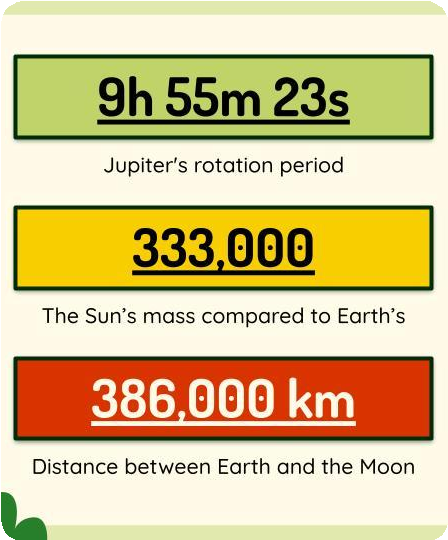 9h 55m 23s
Jupiter's rotation period
333,000
The Sun’s mass compared to Earth’s
386,000 km
Distance between Earth and the Moon